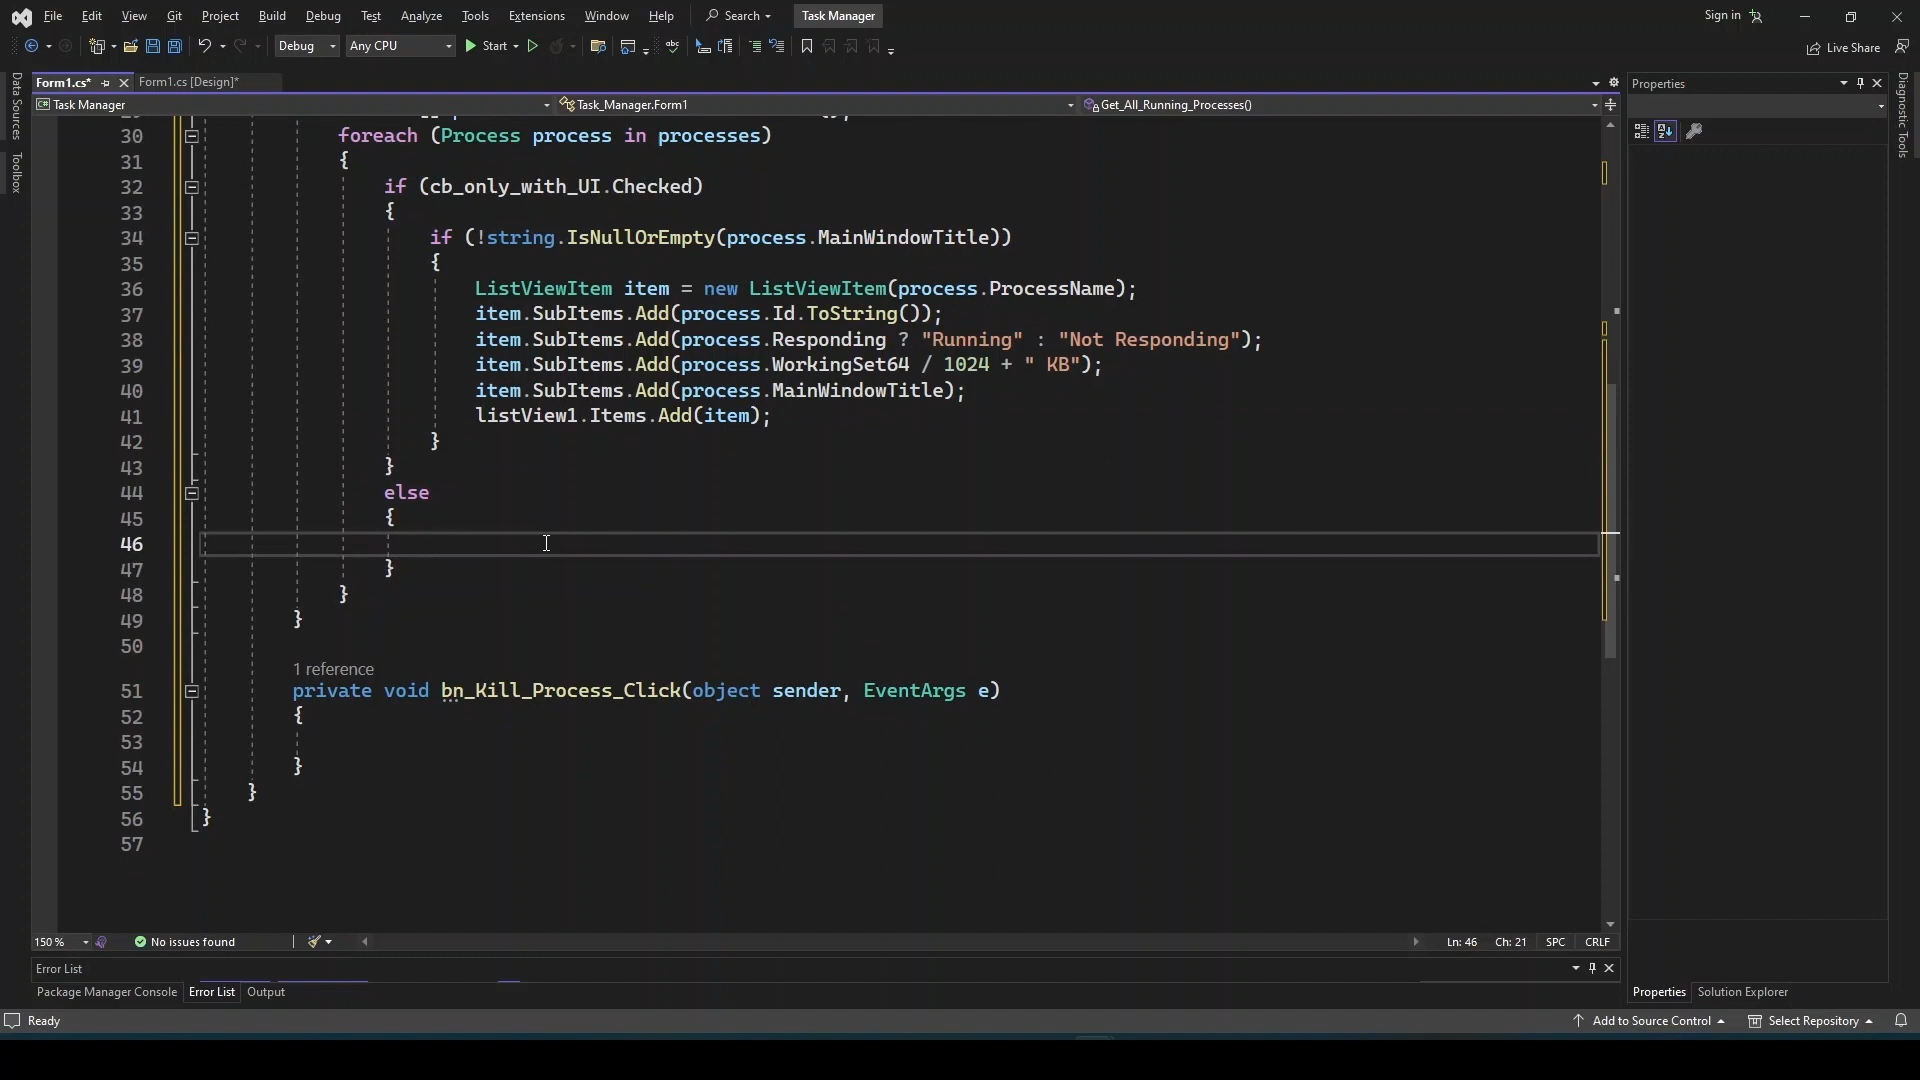 File Edit View Git Project Build Debug Test Analyze Tools Extensions Window Help Search Task Manager Sign in
Debug Any CPU Start Live Share
Form1.cs* Form1.cs [Design]* Properties
Task Manager Task_Manager.Form1 Get_All_Running_Processes()
Data Sources
Toolbox
Diagnostic Tools
30 foreach (Process process in processes)
31 {
32 if (cb_only_with_UI.Checked)
33 {
34 if (!string.IsNullOrEmpty(process.MainWindowTitle))
35 {
36 ListViewItem item = new ListViewItem(process.ProcessName);
37 item.SubItems.Add(process.Id.ToString());
38 item.SubItems.Add(process.Responding ? "Running" : "Not Responding");
39 item.SubItems.Add(process.WorkingSet64 / 1024 + " KB");
40 item.SubItems.Add(process.MainWindowTitle);
41 listView1.Items.Add(item);
42 }
43 }
44 else
45 {
46
47 }
48 }
49 }
50
1 reference
51 private void bn_Kill_Process_Click(object sender, EventArgs e)
52 {
53
54 }
55 }
56 }
57
150 % No issues found Ln: 46 Ch: 21 SPC CRLF
Error List
Package Manager Console Error List Output Properties Solution Explorer
Ready Add to Source Control Select Repository